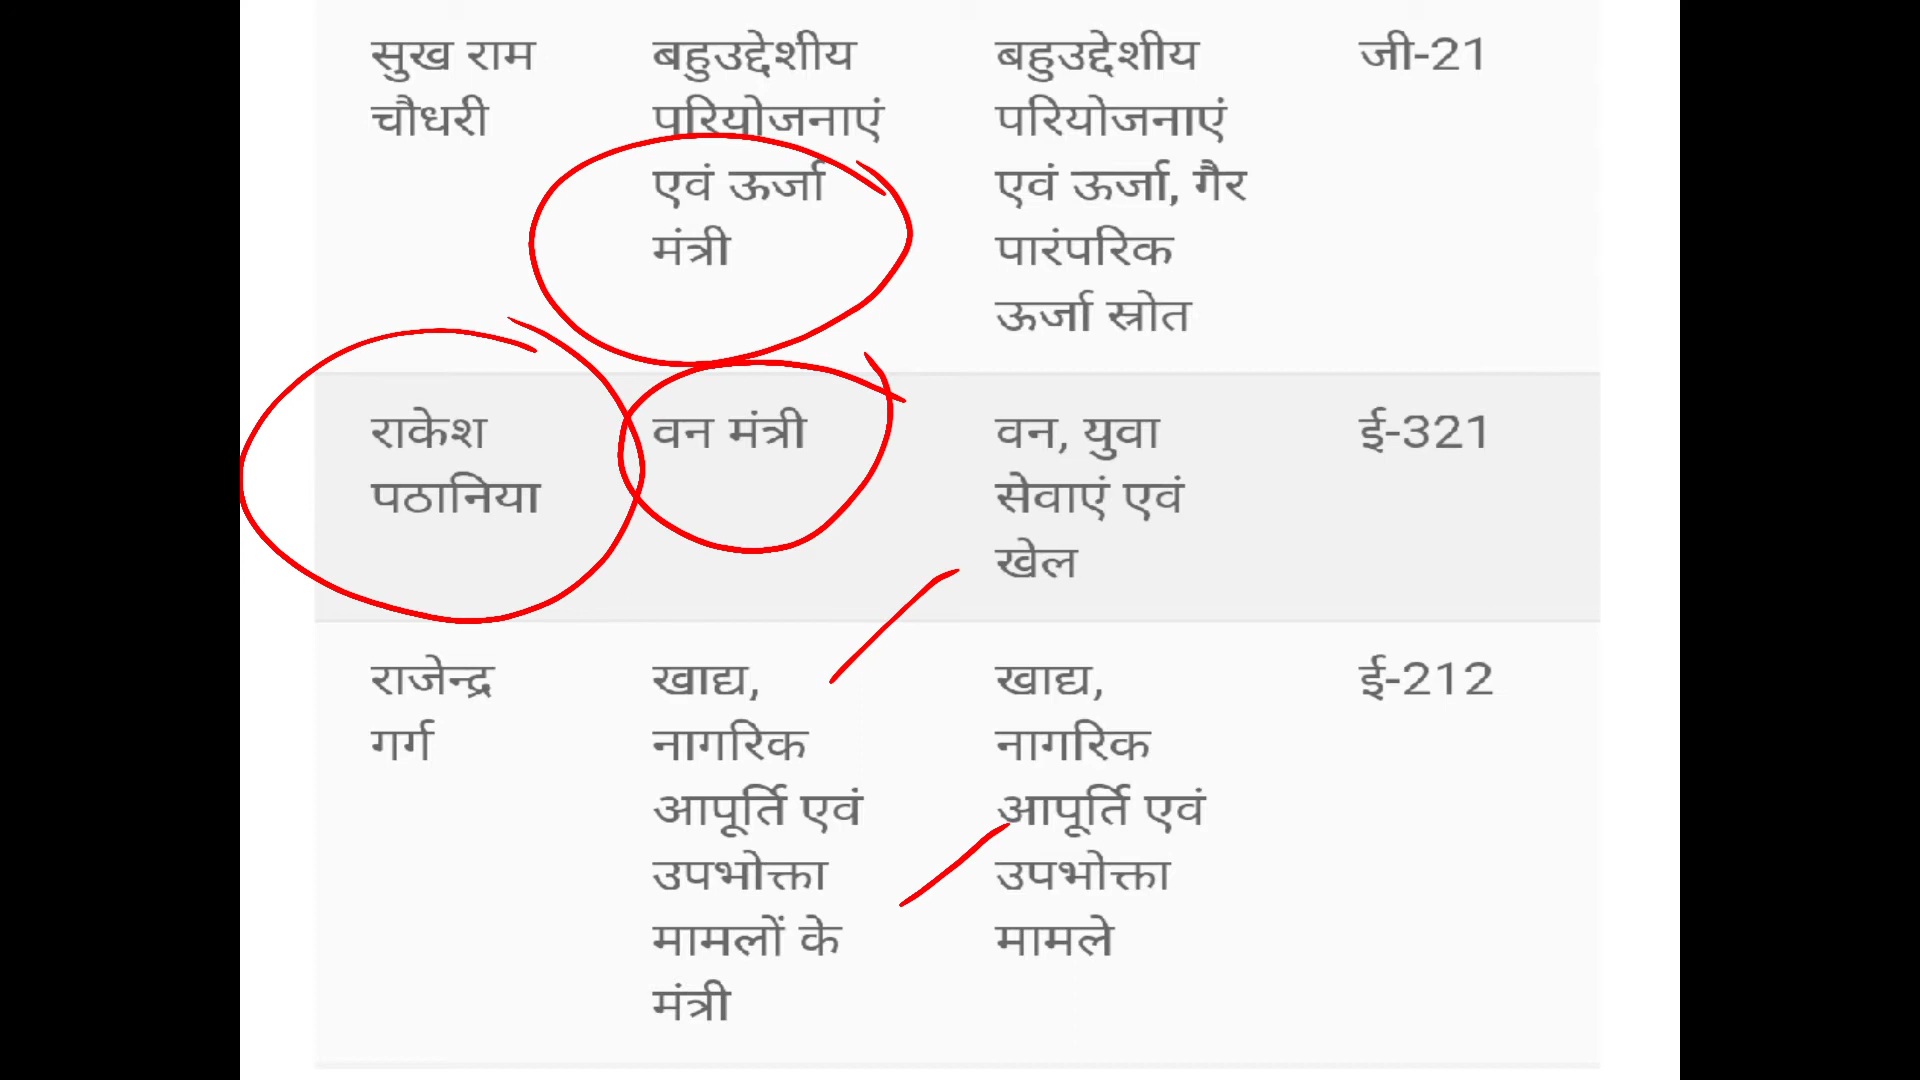 सुख राम
चौधरी
बहुउद्देशीय
परियोजनाएं
एवं ऊर्जा
मंत्री
बहुउद्देशीय
परियोजनाएं
एवं ऊर्जा, गैर
पारंपरिक
ऊर्जा स्रोत
जी-21
राकेश
पठानिया
वन मंत्री
वन, युवा
सेवाएं एवं
खेल
ई-321
राजेन्द्र
गर्ग
खाद्य,
नागरिक
आपूर्ति एवं
उपभोक्ता
मामलों के
मंत्री
खाद्य,
नागरिक
आपूर्ति एवं
उपभोक्ता
मामले
ई-212